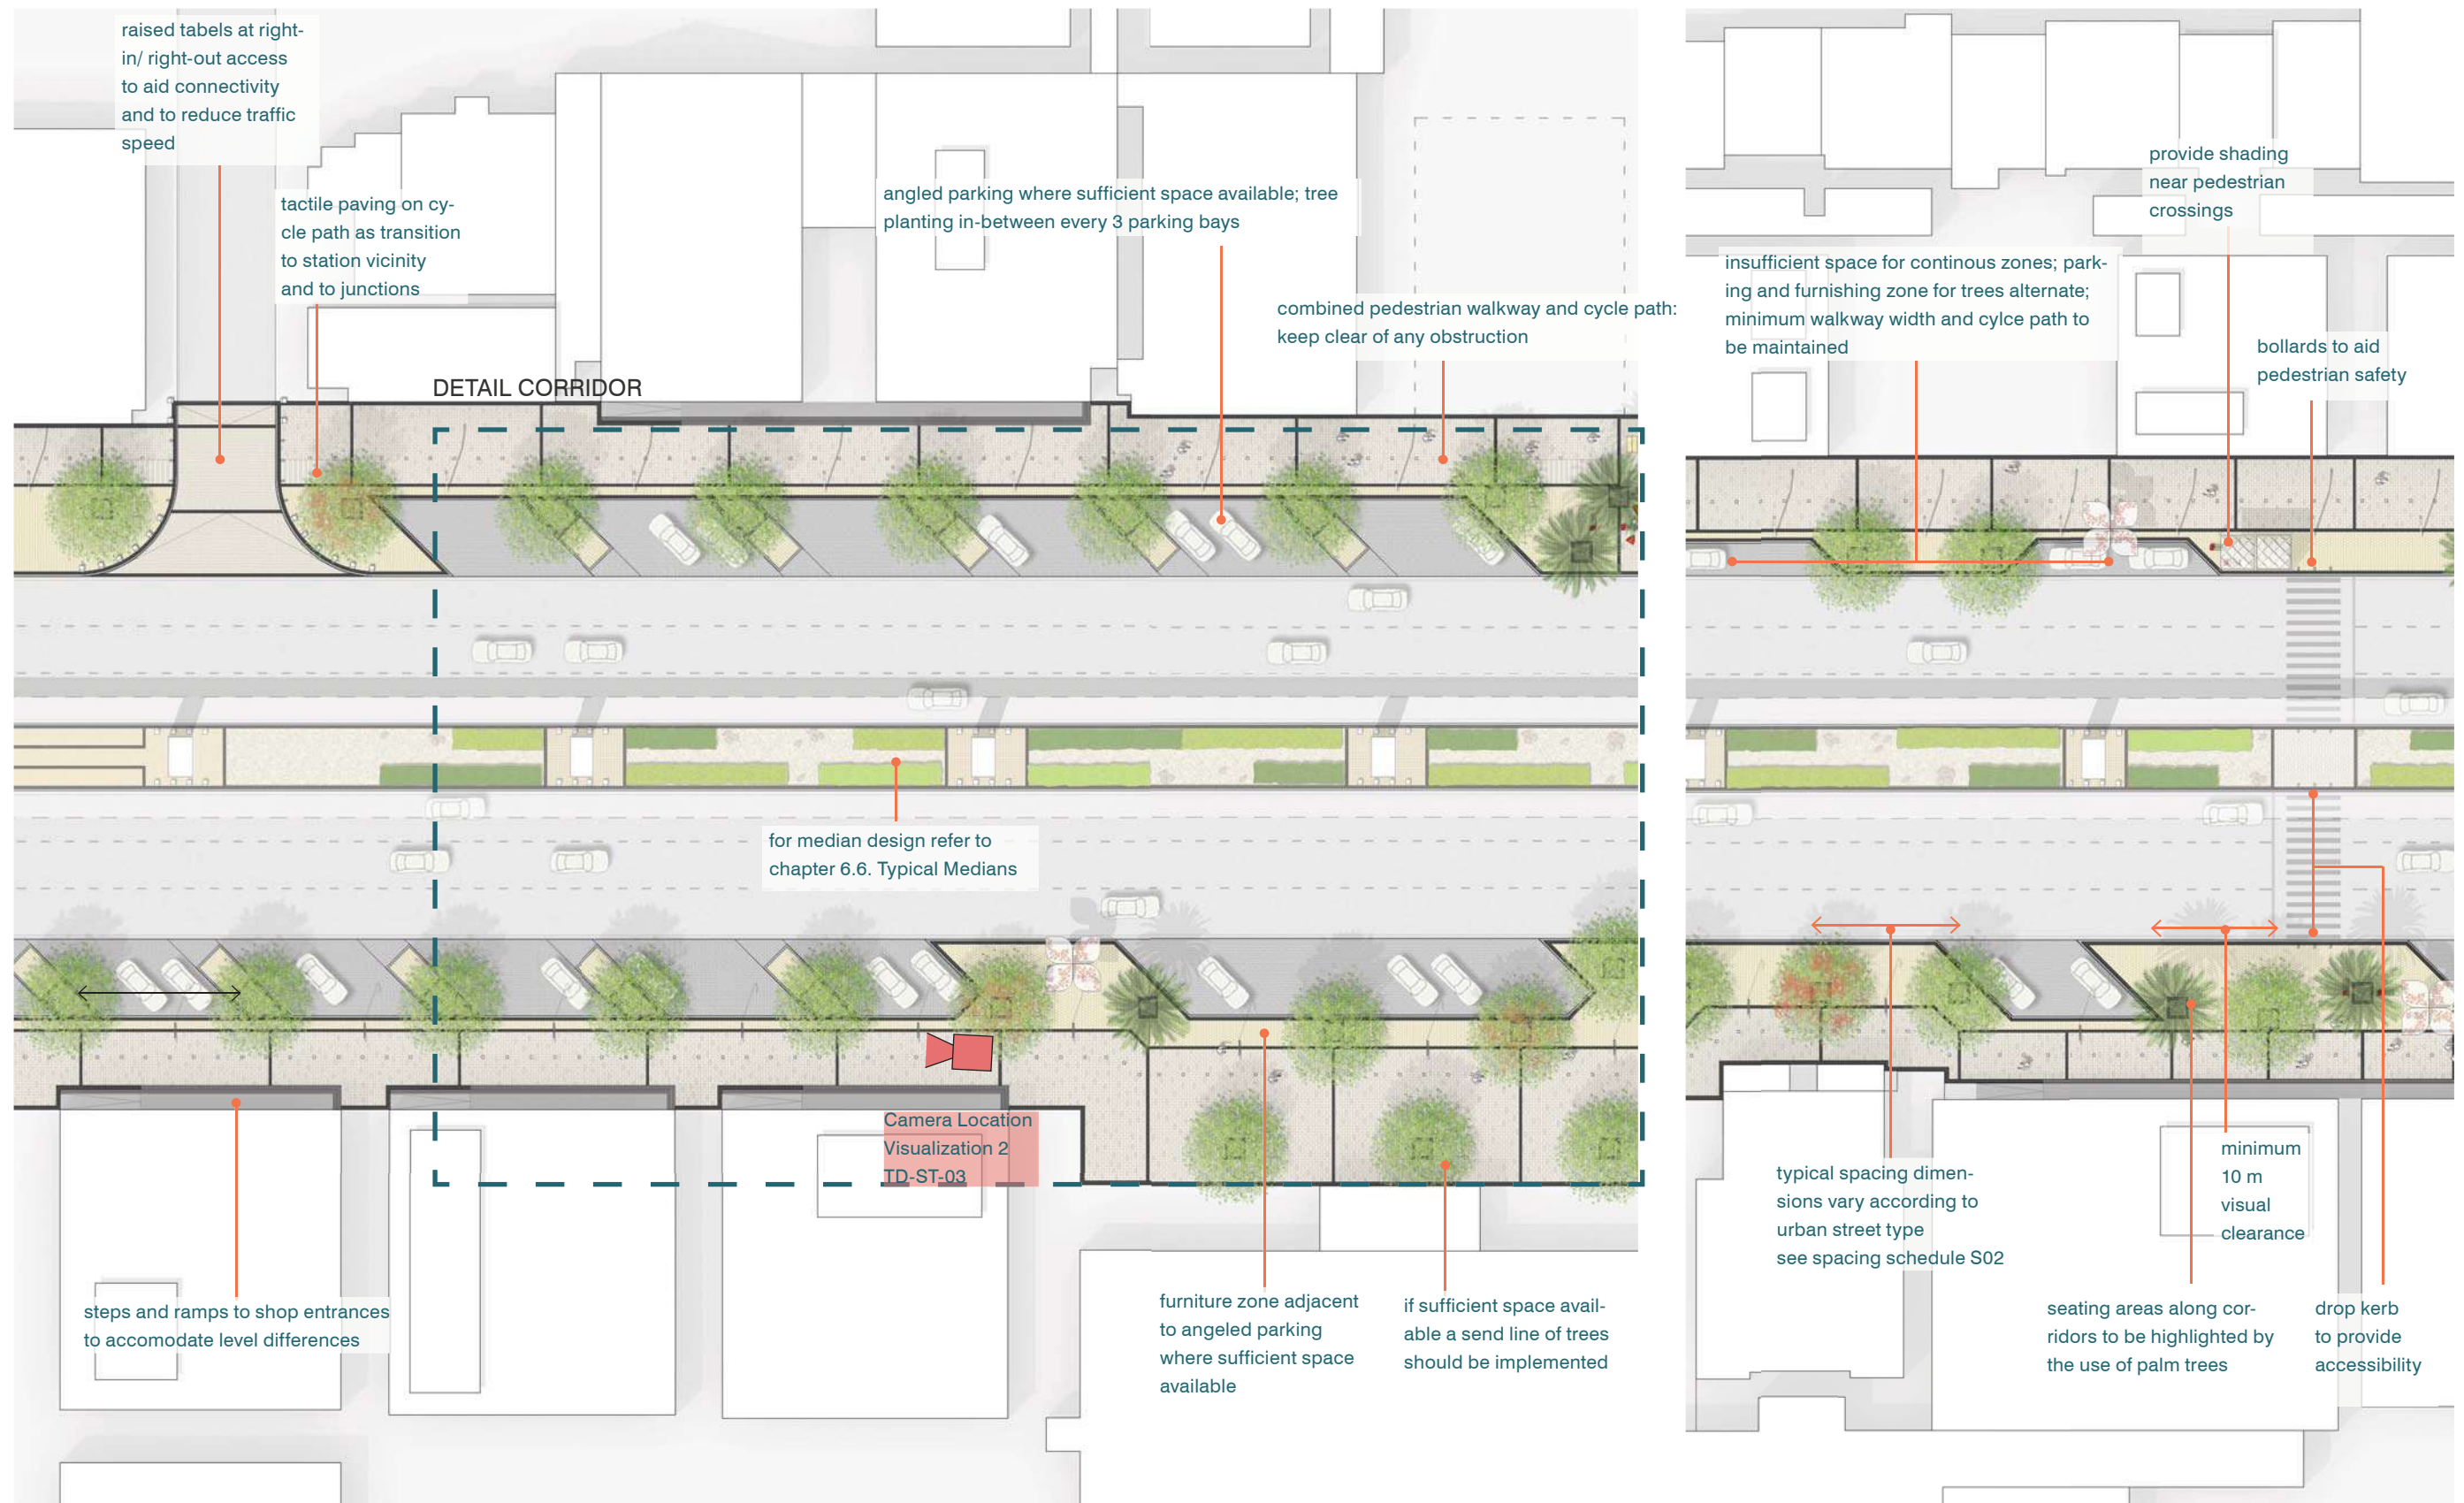 raised tabels at right-
in/ right-out access
to aid connectivity
and to reduce traffic
speed
tactile paving on cy-
cle path as transition
to station vicinity
and to junctions
angled parking where sufficient space available; tree
planting in-between every 3 parking bays
combined pedestrian walkway and cycle path:
keep clear of any obstruction
DETAIL CORRIDOR
provide shading
near pedestrian
crossings
insufficient space for continous zones; park-
ing and furnishing zone for trees alternate;
minimum walkway width and cylce path to
be maintained
bollards to aid
pedestrian safety
for median design refer to
chapter 6.6. Typical Medians
Camera Location
Visualization 2
TD-ST-03
steps and ramps to shop entrances
to accomodate level differences
furniture zone adjacent
to angeled parking
where sufficient space
available
if sufficient space avail-
able a send line of trees
should be implemented
typical spacing dimen-
sions vary according to
urban street type
see spacing schedule S02
minimum
10 m
visual
clearance
seating areas along cor-
ridors to be highlighted by
the use of palm trees
drop kerb
to provide
accessibility